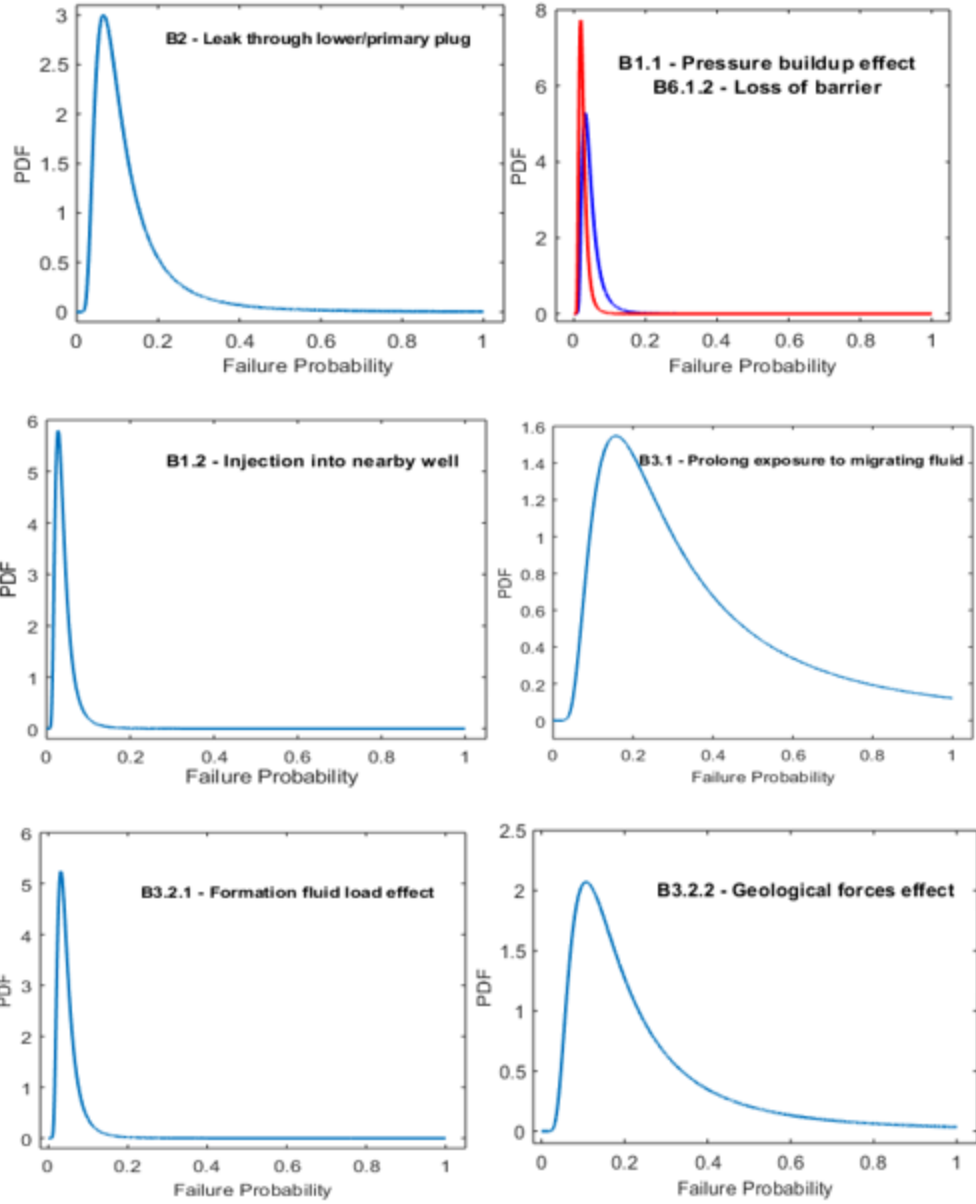 B2 - Leak through lower/primary plug
3
2.5
2
1.5
1
0.5
0
PDF
0 0.2 0.4 0.6 0.8 1
Failure Probability
B1.1 - Pressure buildup effect
B6.1.2 - Loss of barrier
8
6
4
2
0
PDF
0 0.2 0.4 0.6 0.8 1
Failure Probability
B1.2 - Injection into nearby well
6
5
4
3
2
1
0
PDF
0 0.2 0.4 0.6 0.8 1
Failure Probability
B3.1 - Prolong exposure to migrating fluid
1.6
1.4
1.2
1
0.8
0.6
0.4
0.2
0
PDF
0 0.2 0.4 0.6 0.8 1
Failure Probability
B3.2.1 - Formation fluid load effect
6
5
4
3
2
1
0
PDF
0 0.2 0.4 0.6 0.8 1
Failure Probability
B3.2.2 - Geological forces effect
2.5
2
1.5
1
0.5
0
PDF
0 0.2 0.4 0.6 0.8 1
Failure Probability